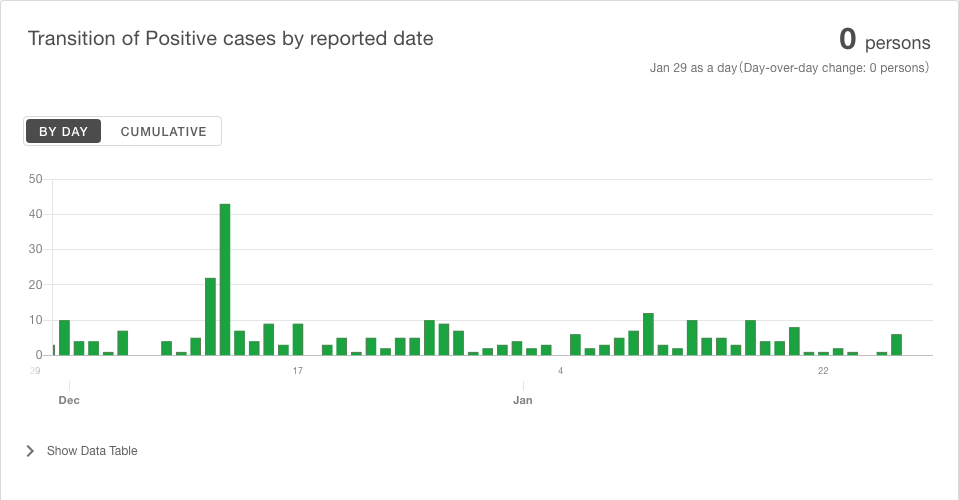 Transition of Positive cases by reported date
0 persons
Jan 29 as a day(Day-over-day change: 0 persons)
BY DAY CUMULATIVE
50
40
30
20
10
0
29 17 4 22
Dec Jan
Show Data Table